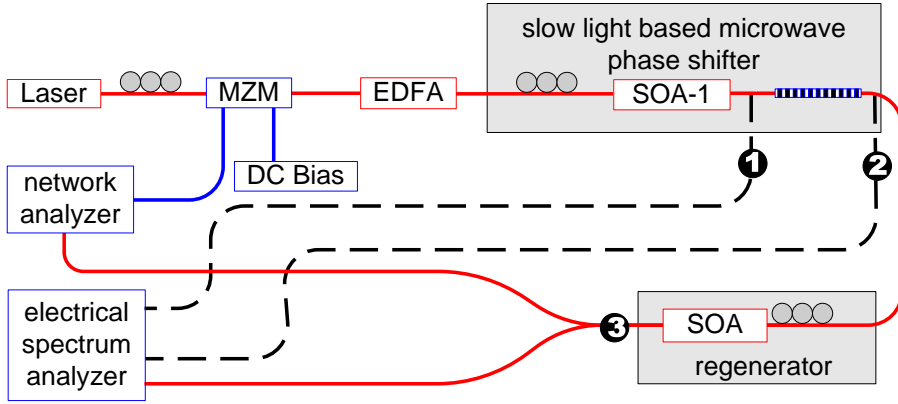 slow light based microwave
phase shifter
Laser
MZM
EDFA
SOA-1
DC Bias
1
2
network
analyzer
electrical
spectrum
analyzer
3
SOA
regenerator